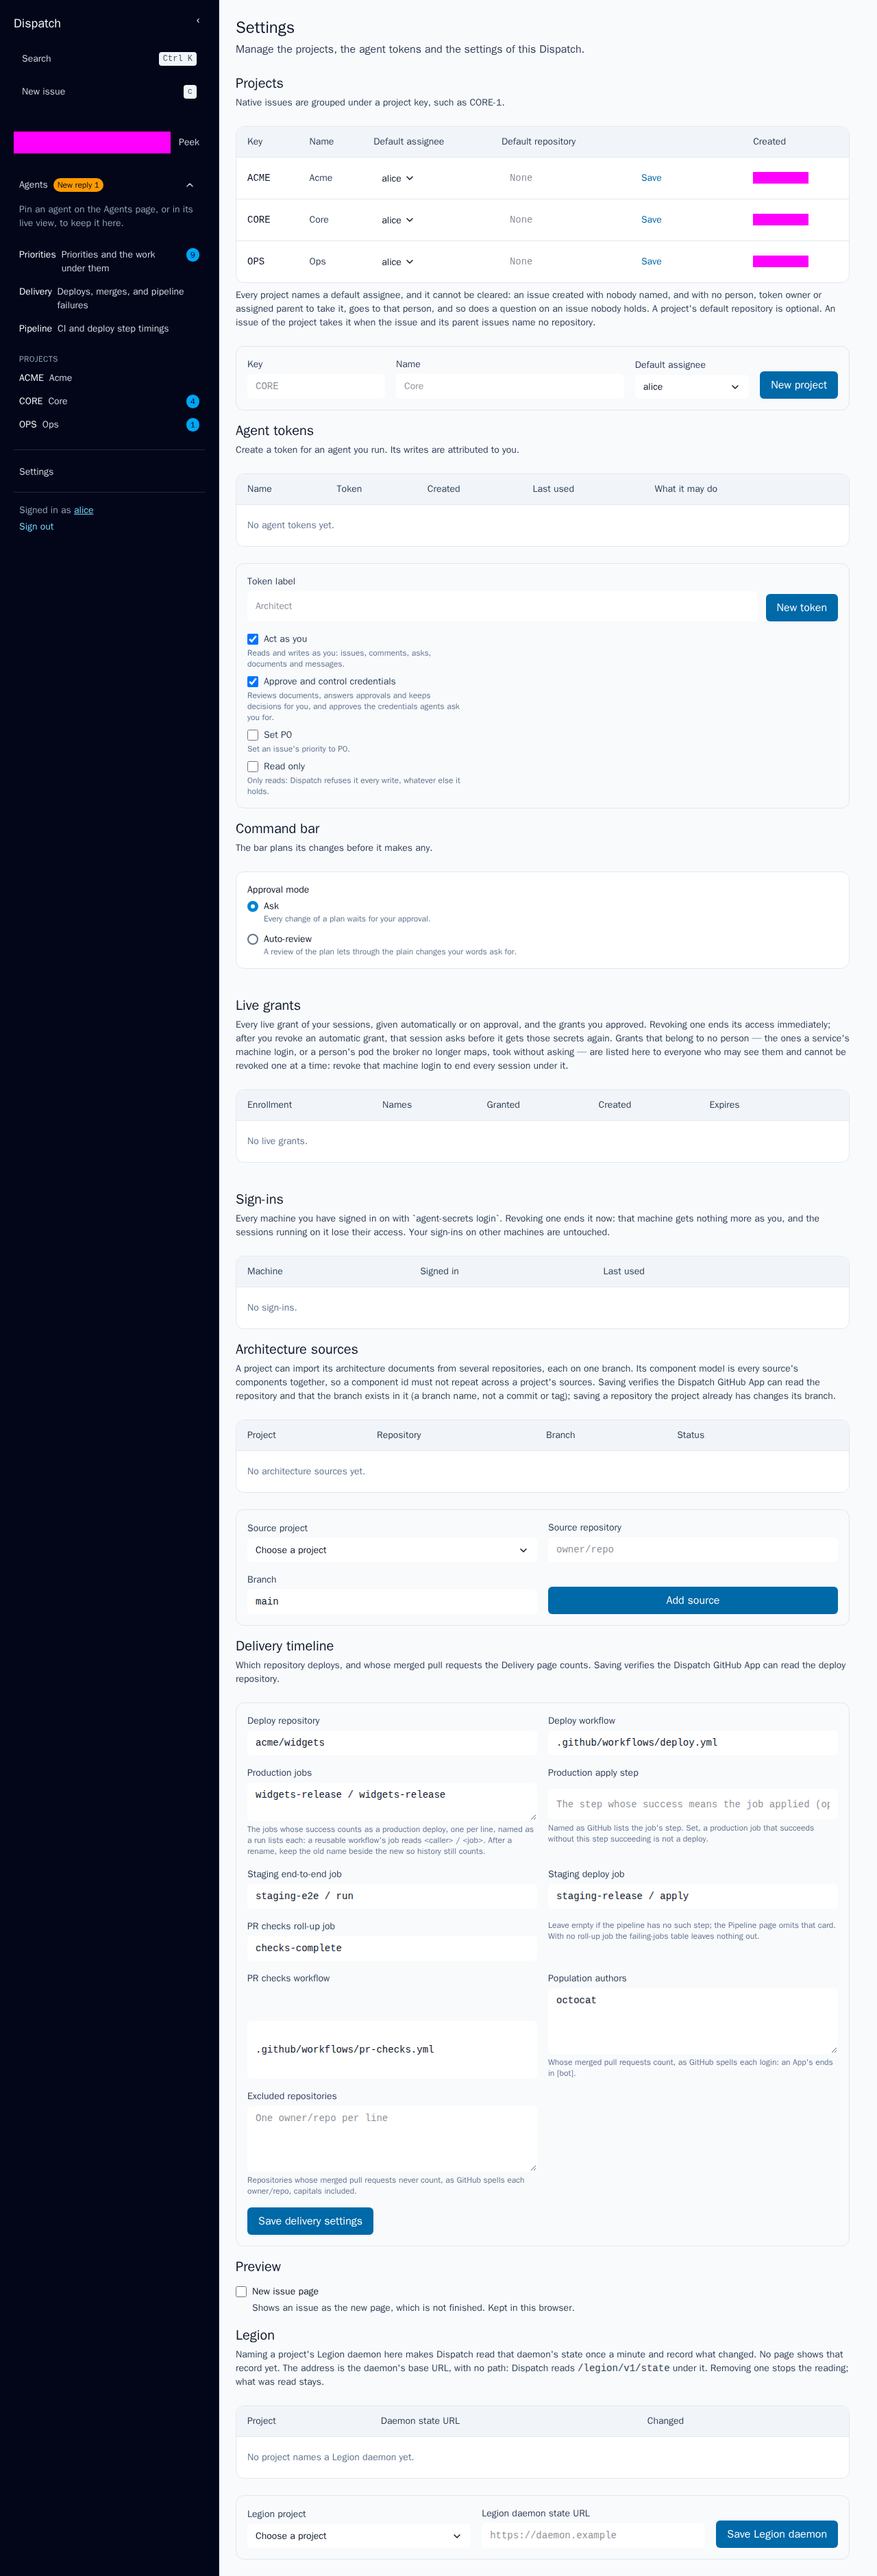 Dispatch
Search Ctrl K
New issue c
Peek
Agents New reply 1
Pin an agent on the Agents page, or in its
live view, to keep it here.
Priorities Priorities and the work 9
under them
Delivery Deploys, merges, and pipeline
failures
Pipeline CI and deploy step timings
PROJECTS
ACME Acme
CORE Core 4
OPS Ops 1
Settings
Signed in as alice
Sign out
Settings
Manage the projects, the agent tokens and the settings of this Dispatch.
Projects
Native issues are grouped under a project key, such as CORE-1.
Key Name Default assignee Default repository Created
ACME Acme alice None Save
CORE Core alice None Save
OPS Ops alice None Save
Every project names a default assignee, and it cannot be cleared: an issue created with nobody named, and with no person, token owner or
assigned parent to take it, goes to that person, and so does a question on an issue nobody holds. A project's default repository is optional. An
issue of the project takes it when the issue and its parent issues name no repository.
Key Name Default assignee
CORE Core alice New project
Agent tokens
Create a token for an agent you run. Its writes are attributed to you.
Name Token Created Last used What it may do
No agent tokens yet.
Token label
Architect New token
Act as you
Reads and writes as you: issues, comments, asks,
documents and messages.
Approve and control credentials
Reviews documents, answers approvals and keeps
decisions for you, and approves the credentials agents ask
you for.
Set P0
Set an issue's priority to P0.
Read only
Only reads: Dispatch refuses it every write, whatever else it
holds.
Command bar
The bar plans its changes before it makes any.
Approval mode
Ask
Every change of a plan waits for your approval.
Auto-review
A review of the plan lets through the plain changes your words ask for.
Live grants
Every live grant of your sessions, given automatically or on approval, and the grants you approved. Revoking one ends its access immediately;
after you revoke an automatic grant, that session asks before it gets those secrets again. Grants that belong to no person — the ones a service's
machine login, or a person's pod the broker no longer maps, took without asking — are listed here to everyone who may see them and cannot be
revoked one at a time: revoke that machine login to end every session under it.
Enrollment Names Granted Created Expires
No live grants.
Sign-ins
Every machine you have signed in on with `agent-secrets login`. Revoking one ends it now: that machine gets nothing more as you, and the
sessions running on it lose their access. Your sign-ins on other machines are untouched.
Machine Signed in Last used
No sign-ins.
Architecture sources
A project can import its architecture documents from several repositories, each on one branch. Its component model is every source's
components together, so a component id must not repeat across a project's sources. Saving verifies the Dispatch GitHub App can read the
repository and that the branch exists in it (a branch name, not a commit or tag); saving a repository the project already has changes its branch.
Project Repository Branch Status
No architecture sources yet.
Source project Source repository
Choose a project owner/repo
Branch
main Add source
Delivery timeline
Which repository deploys, and whose merged pull requests the Delivery page counts. Saving verifies the Dispatch GitHub App can read the deploy
repository.
Deploy repository Deploy workflow
acme/widgets .github/workflows/deploy.yml
Production jobs Production apply step
widgets-release / widgets-release The step whose success means the job applied (op
The jobs whose success counts as a production deploy, one per line, named as
a run lists each: a reusable workflow's job reads <caller> / <job>. After a
rename, keep the old name beside the new so history still counts.
Named as GitHub lists the job's step. Set, a production job that succeeds
without this step succeeding is not a deploy.
Staging end-to-end job Staging deploy job
staging-e2e / run staging-release / apply
PR checks roll-up job
checks-complete
Leave empty if the pipeline has no such step; the Pipeline page omits that card.
With no roll-up job the failing-jobs table leaves nothing out.
PR checks workflow Population authors
.github/workflows/pr-checks.yml octocat
Whose merged pull requests count, as GitHub spells each login: an App's ends
in [bot].
Excluded repositories
One owner/repo per line
Repositories whose merged pull requests never count, as GitHub spells each
owner/repo, capitals included.
Save delivery settings
Preview
New issue page
Shows an issue as the new page, which is not finished. Kept in this browser.
Legion
Naming a project's Legion daemon here makes Dispatch read that daemon's state once a minute and record what changed. No page shows that
record yet. The address is the daemon's base URL, with no path: Dispatch reads /legion/v1/state under it. Removing one stops the reading;
what was read stays.
Project Daemon state URL Changed
No project names a Legion daemon yet.
Legion project Legion daemon state URL
Choose a project https://daemon.example Save Legion daemon